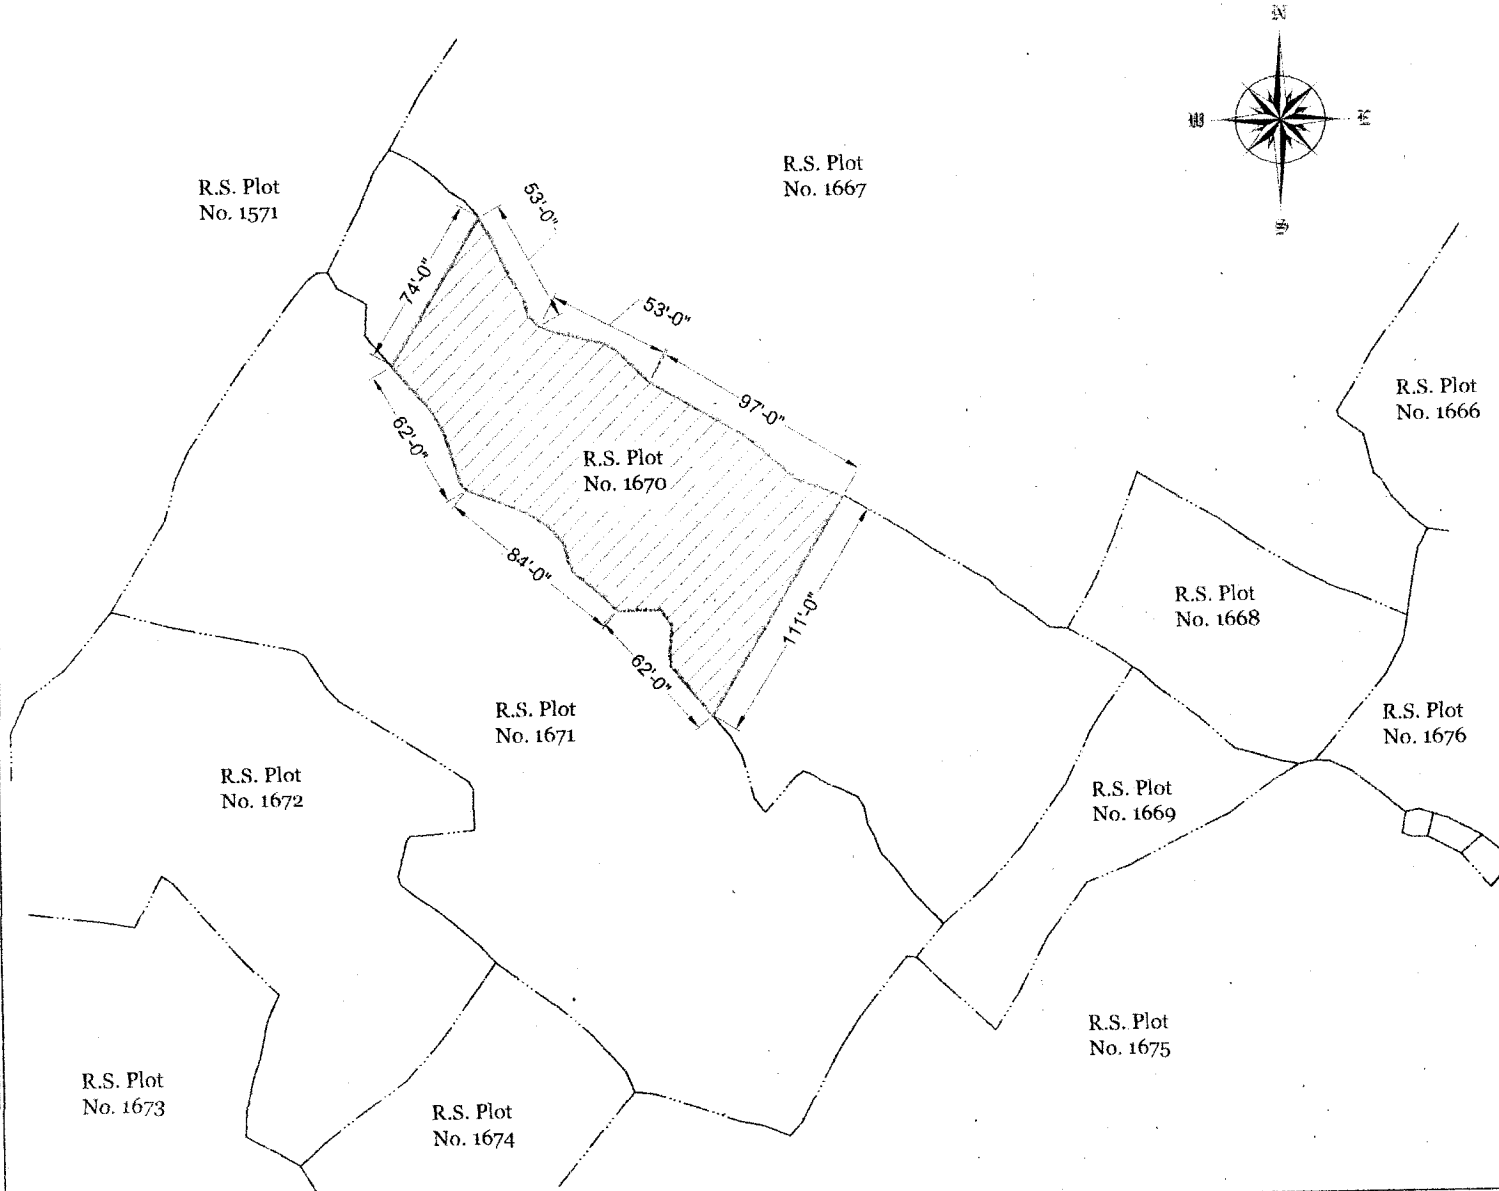 N
W
E
S
R.S. Plot
No. 1571
R.S. Plot
No. 1667
53'-0"
74'-0"
53'-0"
97'-0"
R.S. Plot
No. 1666
62'-0"
R.S. Plot
No. 1670
84'-0"
111'-0"
R.S. Plot
No. 1668
62'-0"
R.S. Plot
No. 1671
R.S. Plot
No. 1676
R.S. Plot
No. 1672
R.S. Plot
No. 1669
R.S. Plot
No. 1675
R.S. Plot
No. 1673
R.S. Plot
No. 1674